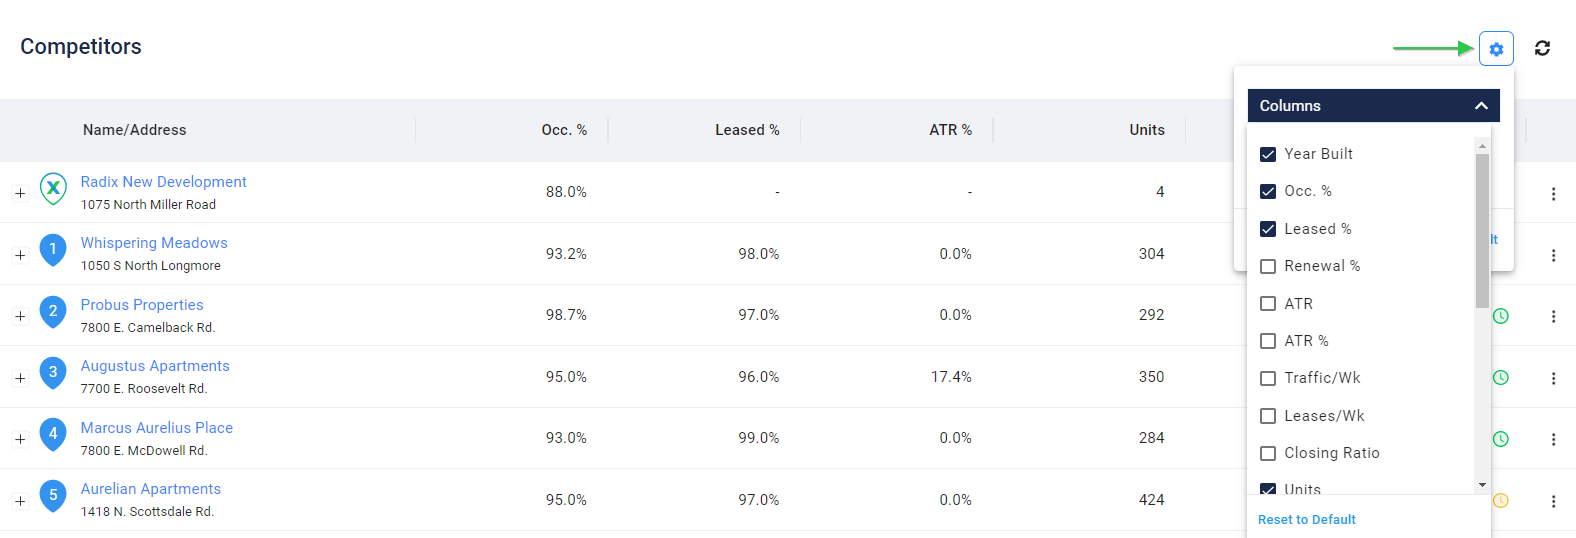 Competitors
Columns
Name/Address Occ. % Leased % ATR % Units
Year Built
Occ. %
Leased %
Renewal %
ATR
ATR %
Traffic/Wk
Leases/Wk
Closing Ratio
Units
Reset to Default
lt
Radix New Development
1075 North Miller Road
88.0% - - 4
1 Whispering Meadows
1050 S North Longmore
93.2% 98.0% 0.0% 304
2 Probus Properties
7800 E. Camelback Rd.
98.7% 97.0% 0.0% 292
3 Augustus Apartments
7700 E. Roosevelt Rd.
95.0% 96.0% 17.4% 350
4 Marcus Aurelius Place
7800 E. McDowell Rd.
93.0% 99.0% 0.0% 284
5 Aurelian Apartments
1418 N. Scottsdale Rd.
95.0% 97.0% 0.0% 424